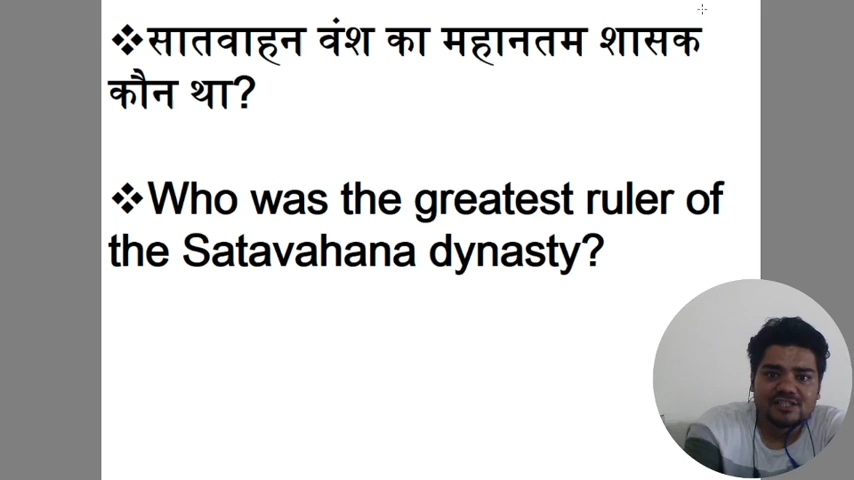 ❖सातवाहन वंश का महानतम शासक
कौन था?
❖Who was the greatest ruler of
the Satavahana dynasty?